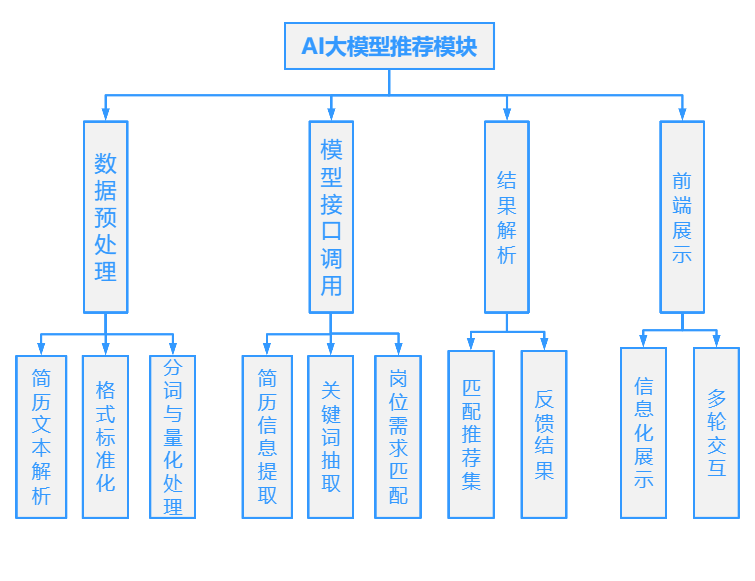 AI大模型推荐模块
数据预处理
模型接口调用
结果解析
前端展示
简历文本解析
格式标准化
分词与量化处理
简历信息提取
关键词抽取
岗位需求匹配
匹配推荐集
反馈结果
信息化展示
多轮交互